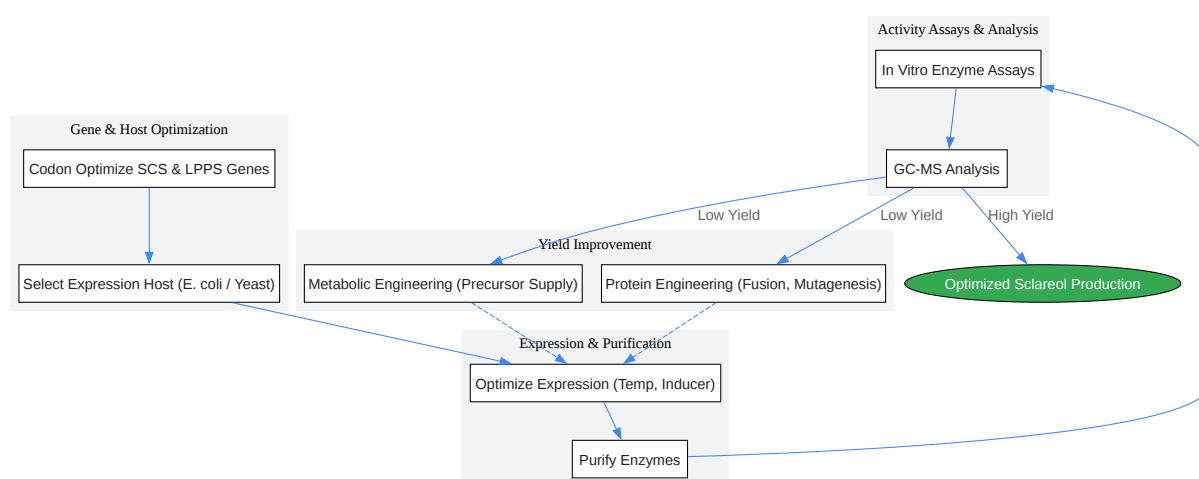 Activity Assays & Analysis
In Vitro Enzyme Assays
Gene & Host Optimization
Codon Optimize SCS & LPPS Genes
GC-MS Analysis
Low Yield
Low Yield
High Yield
Yield Improvement
Select Expression Host (E. coli / Yeast)
Metabolic Engineering (Precursor Supply)
Protein Engineering (Fusion, Mutagenesis)
Optimized Sclareol Production
Expression & Purification
Optimize Expression (Temp, Inducer)
Purify Enzymes